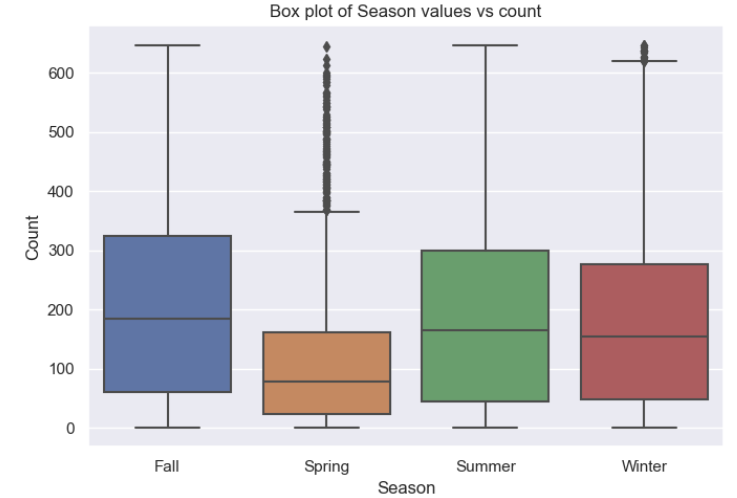 Box plot of Season values vs count
Count
600
500
400
300
200
100
0
Fall Spring Summer Winter
Season